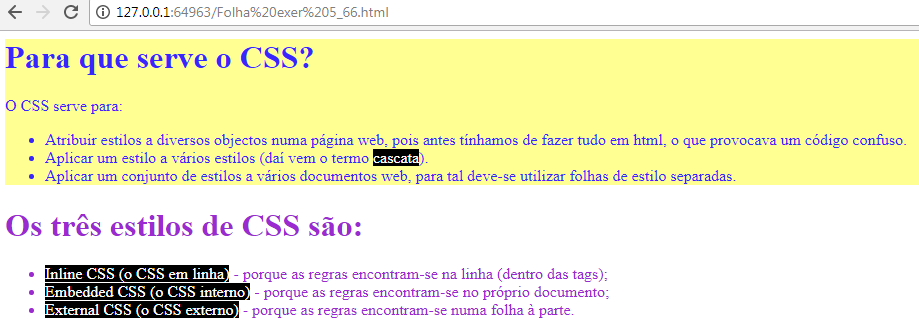 127.0.0.1:64963/Folha%20exer%205_66.html
Para que serve o CSS?
O CSS serve para:
• Atribuir estilos a diversos objectos numa página web, pois antes tínhamos de fazer tudo em html, o que provocava um código confuso.
• Aplicar um estilo a vários estilos (daí vem o termo cascata).
• Aplicar um conjunto de estilos a vários documentos web, para tal deve-se utilizar folhas de estilo separadas.
Os três estilos de CSS são:
• Inline CSS (o CSS em linha) - porque as regras encontram-se na linha (dentro das tags);
• Embedded CSS (o CSS interno) - porque as regras encontram-se no próprio documento;
• External CSS (o CSS externo) - porque as regras encontram-se numa folha à parte.